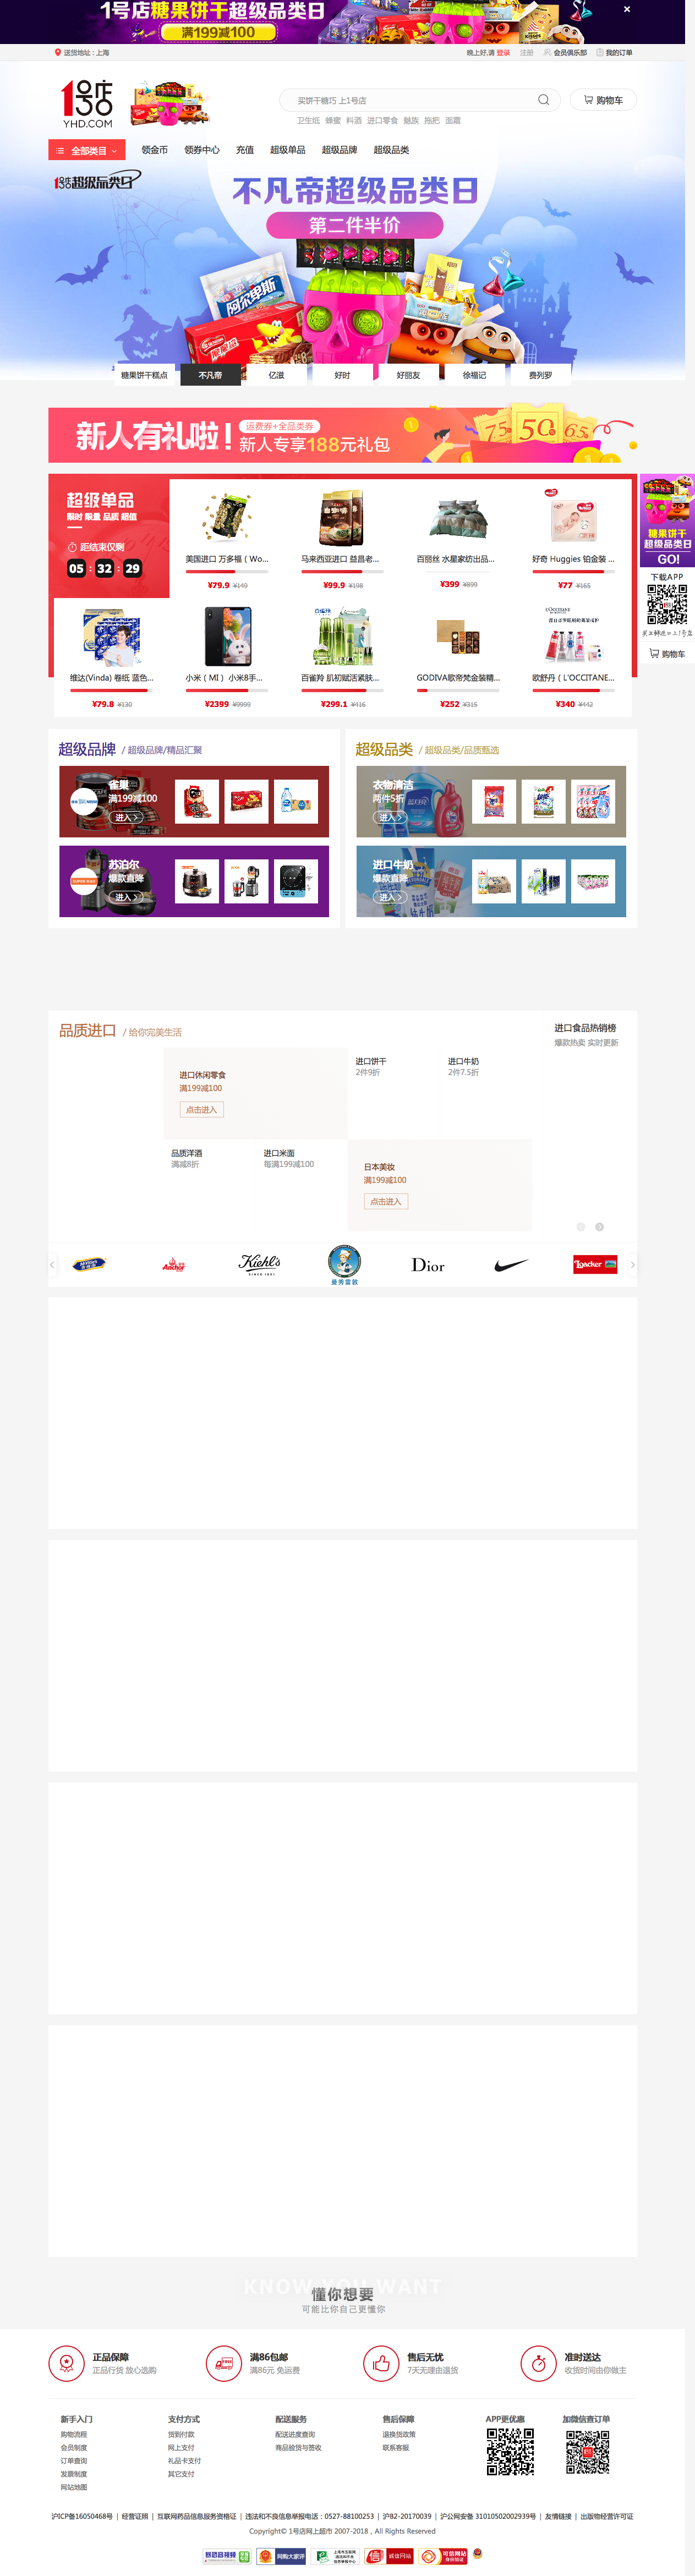 1号店糖果饼干超级品类日
满199减100
送货地址：上海
晚上好,请 登录 注册 会员俱乐部 我的订单
1号店
YHD.COM
买饼干糖巧 上1号店
购物车
卫生纸 蜂蜜 料酒 进口零食 魅族 拖把 面霜
全部类目 领金币 领券中心 充值 超级单品 超级品牌 超级品类
1号店超级品类日
不凡帝超级品类日
第二件半价
阿尔卑斯
糖果饼干糕点 不凡帝 亿滋 好时 好丽友 徐福记 费列罗
新人有礼啦！
运费券+全品类券
新人专享188元礼包
75 50 65
超级单品
限时 限量 品质 超值
距结束仅剩
05 : 32 : 29
美国进口 万多福（Wo...
¥79.9 ¥149
马来西亚进口 益昌老...
¥99.9 ¥198
百丽丝 水星家纺出品...
¥399 ¥899
好奇 Huggies 铂金装 ...
¥77 ¥165
维达(Vinda) 卷纸 蓝色...
¥79.8 ¥130
小米（MI） 小米8手...
¥2399 ¥9999
百雀羚 肌初赋活紧肤...
¥299.1 ¥416
GODIVA歌帝梵金装精...
¥252 ¥315
L'OCCITANE
欧舒丹（L'OCCITANE...
¥340 ¥442
超级品类日
GO!
下载APP
购物车
超级品牌 / 超级品牌/精品汇聚
雀巢
满199减100
进入
苏泊尔
爆款直降
进入
超级品类 / 超级品类/品质甄选
衣物清洁
两件5折
进入
进口牛奶
爆款直降
进入
品质进口 / 给你完美生活
进口休闲零食
满199减100
点击进入
进口饼干
2件9折
进口牛奶
2件7.5折
品质洋酒
满减8折
进口米面
每满199减100
日本美妆
满199减100
点击进入
进口食品热销榜
爆款热卖 实时更新
Anchor
Kiehl's
SINCE 1851
曼秀雷敦
Dior
Loacker
KNOW YOU WANT
懂你想要
可能比你自己更懂你
正品保障
正品行货 放心选购
满86包邮
满86元 免运费
售后无忧
7天无理由退货
准时送达
收货时间由你做主
新手入门
购物流程
会员制度
订单查询
发票制度
网站地图
支付方式
货到付款
网上支付
礼品卡支付
其它支付
配送服务
配送进度查询
商品验货与签收
售后保障
退换货政策
联系客服
APP更优惠
加微信查订单
沪ICP备16050468号 | 经营证照 | 互联网药品信息服务资格证 | 违法和不良信息举报电话：0527-88100253 | 沪B2-20170039 | 沪公网安备 31010502002939号 | 友情链接 | 出版物经营许可证
Copyright© 1号店网上超市 2007-2018，All Rights Reserved
网购大家评
诚信网站
可信网站